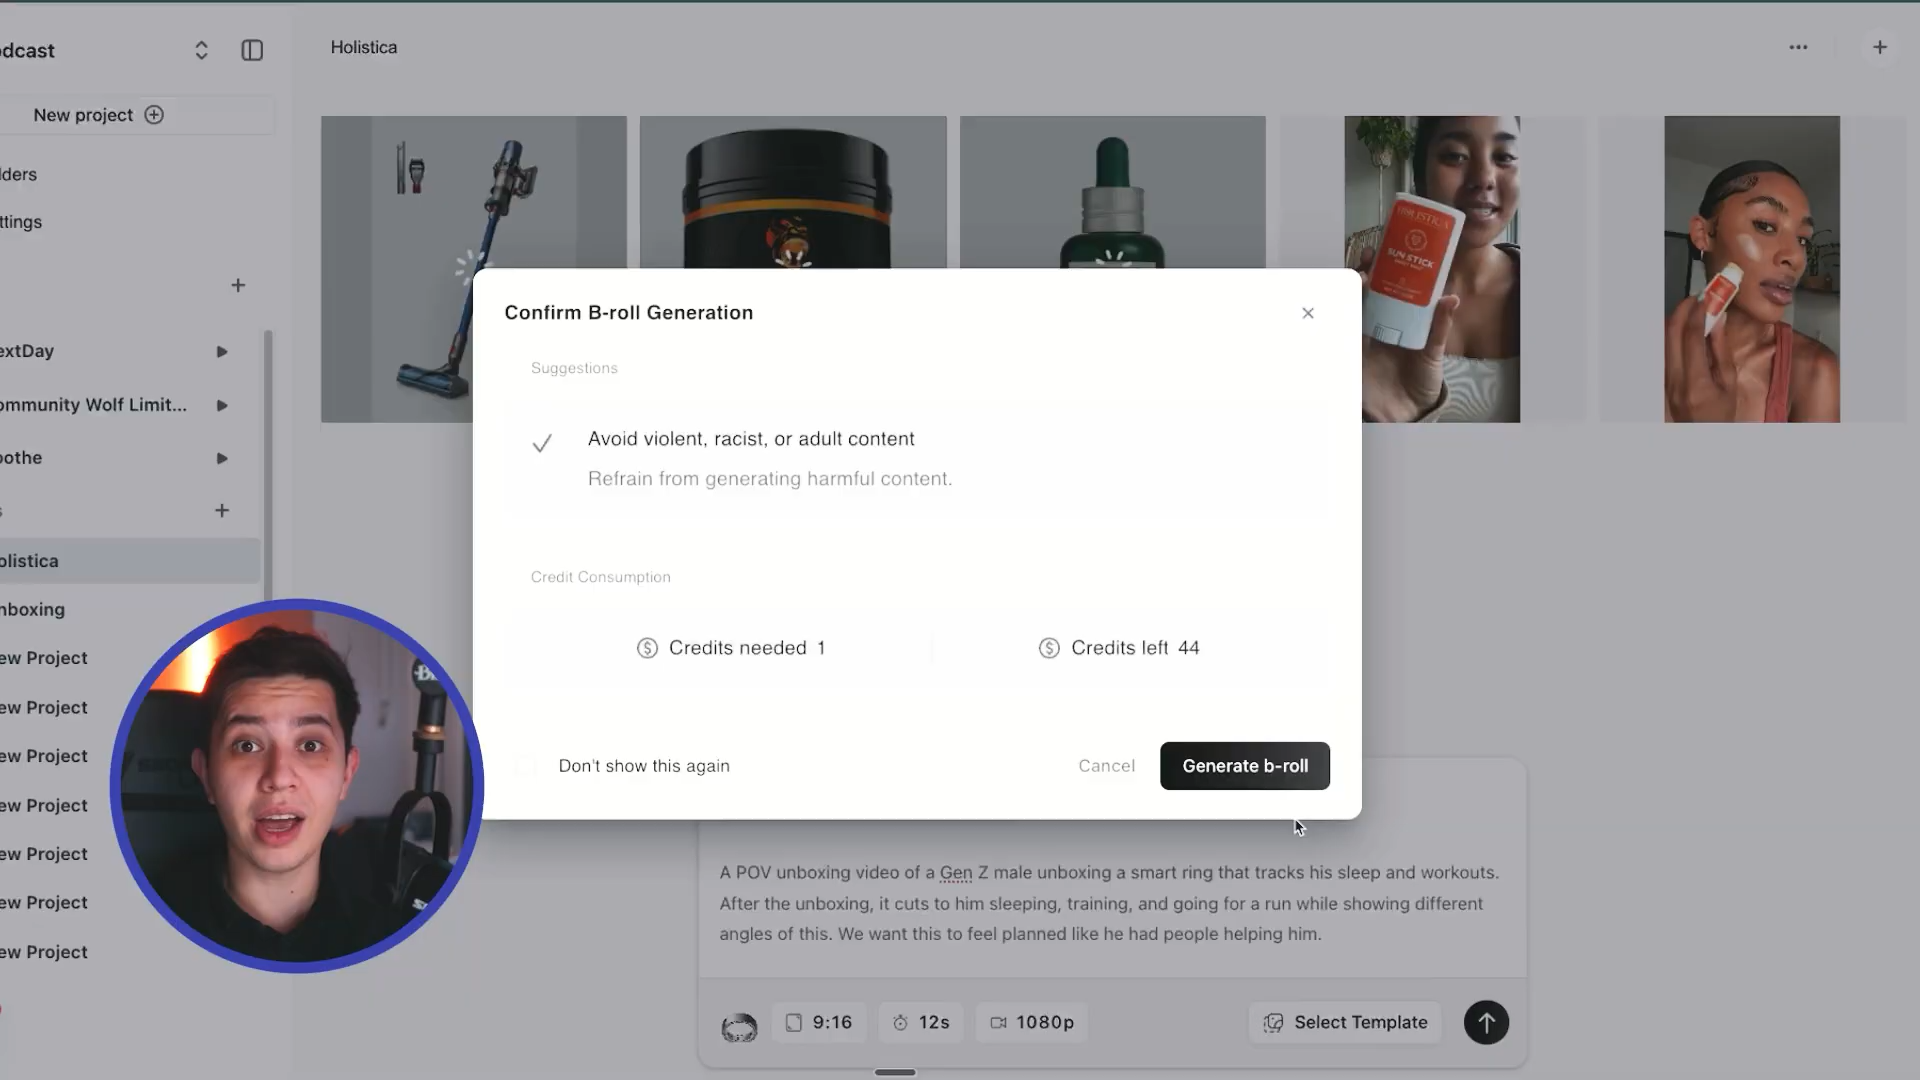 odcast
Holistica
New project
lders
ttings
extDay
ommunity Wolf Limit...
oothe
s
olistica
nboxing
ew Project
ew Project
ew Project
ew Project
ew Project
ew Project
ew Project
SUN STICK
Confirm B-roll Generation
Suggestions
Avoid violent, racist, or adult content
Refrain from generating harmful content.
Credit Consumption
Credits needed 1
Credits left 44
Don't show this again
Cancel
Generate b-roll
A POV unboxing video of a Gen Z male unboxing a smart ring that tracks his sleep and workouts.
After the unboxing, it cuts to him sleeping, training, and going for a run while showing different
angles of this. We want this to feel planned like he had people helping him.
9:16
12s
1080p
Select Template